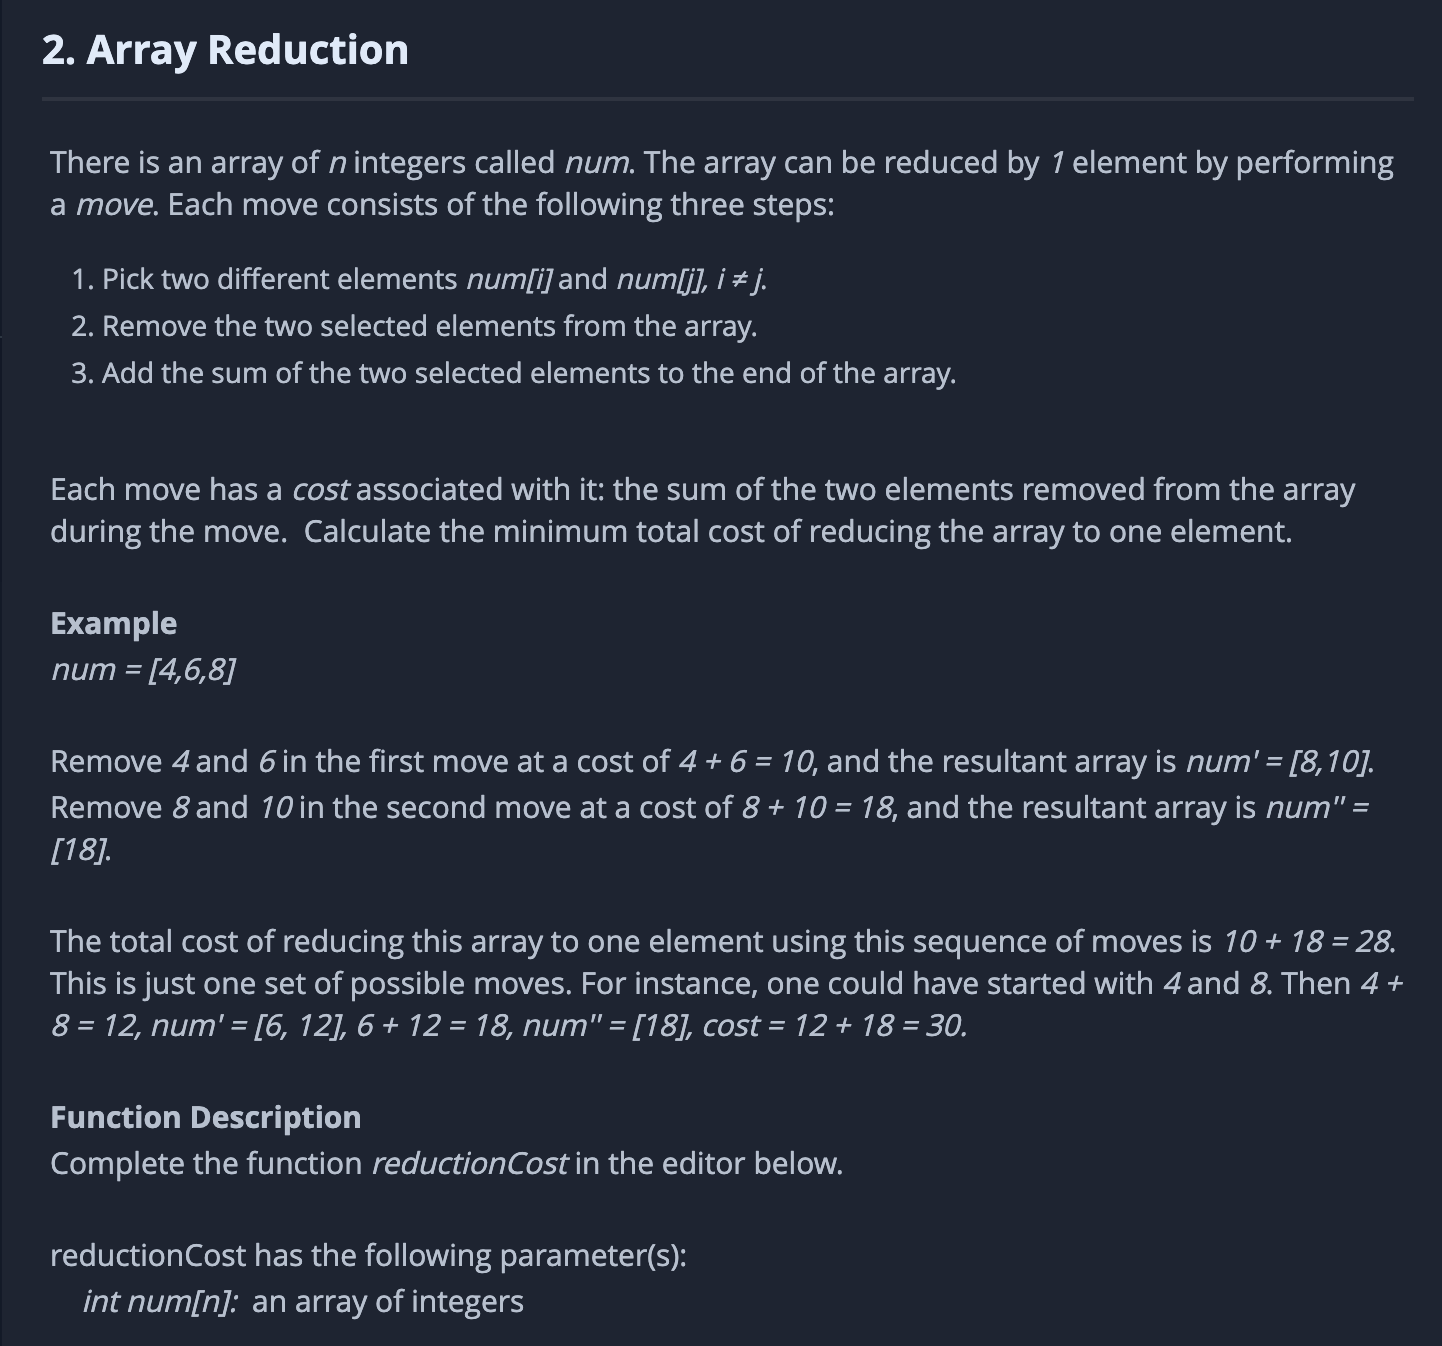 2. Array Reduction
There is an array of n integers called num. The array can be reduced by 1 element by performing
a move. Each move consists of the following three steps:
1. Pick two different elements num[i] and num[j], i ≠ j.
2. Remove the two selected elements from the array.
3. Add the sum of the two selected elements to the end of the array.
Each move has a cost associated with it: the sum of the two elements removed from the array
during the move.  Calculate the minimum total cost of reducing the array to one element.
Example
num = [4,6,8]
Remove 4 and 6 in the first move at a cost of 4 + 6 = 10, and the resultant array is num' = [8,10].
Remove 8 and 10 in the second move at a cost of 8 + 10 = 18, and the resultant array is num'' =
[18].
The total cost of reducing this array to one element using this sequence of moves is 10 + 18 = 28.
This is just one set of possible moves. For instance, one could have started with 4 and 8. Then 4 +
8 = 12, num' = [6, 12], 6 + 12 = 18, num'' = [18], cost = 12 + 18 = 30.
Function Description
Complete the function reductionCost in the editor below.
reductionCost has the following parameter(s):
int num[n]:  an array of integers